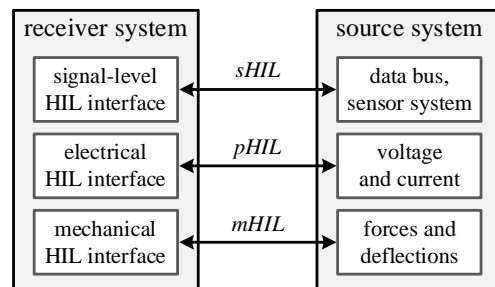 receiver system
source system
signal-level
HIL interface
sHIL
data bus,
sensor system
electrical
HIL interface
pHIL
voltage
and current
mechanical
HIL interface
mHIL
forces and
deflections